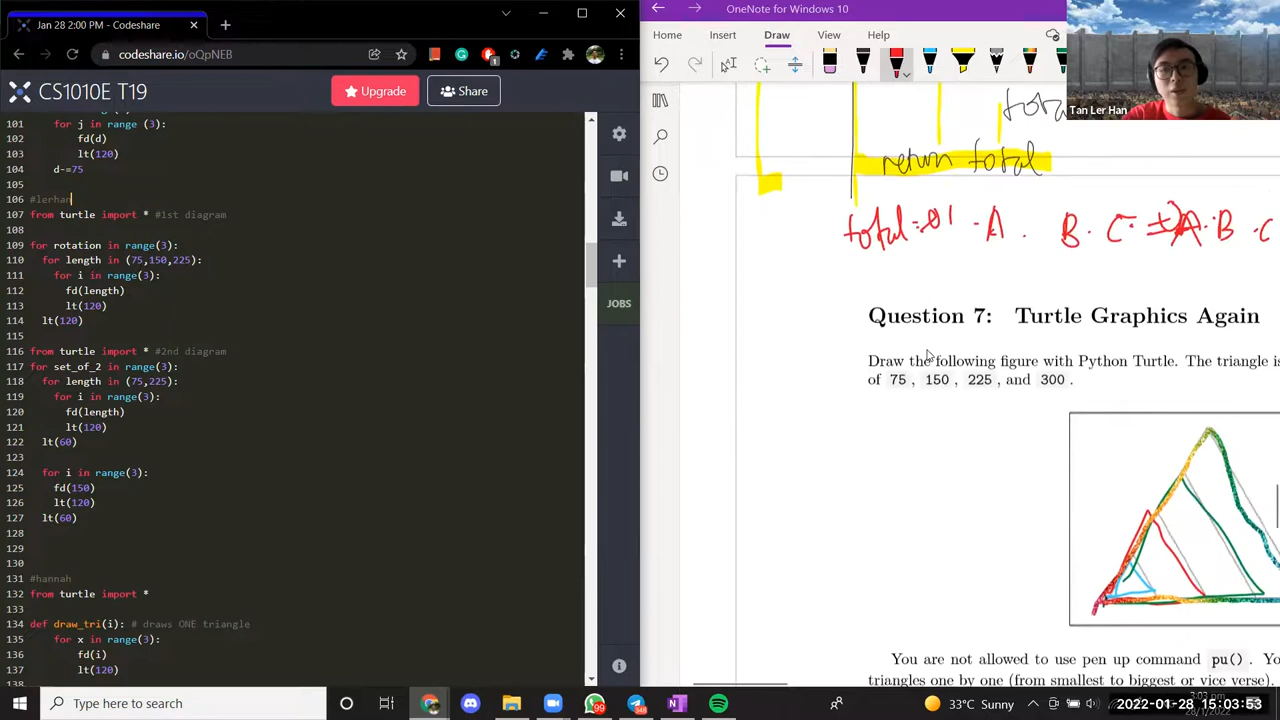 Jan 28 2:00 PM - Codeshare
codeshare.io/oQpNEB
CS1010E T19
Upgrade
Share
101 for j in range (3):
102 fd(d)
103 lt(120)
104 d-=75
105
106 #lerhan
107 from turtle import * #1st diagram
108
109 for rotation in range(3):
110 for length in (75,150,225):
111 for i in range(3):
112 fd(length)
113 lt(120)
114 lt(120)
115
116 from turtle import * #2nd diagram
117 for set_of_2 in range(3):
118 for length in (75,225):
119 for i in range(3):
120 fd(length)
121 lt(120)
122 lt(60)
123
124 for i in range(3):
125 fd(150)
126 lt(120)
127 lt(60)
128
129
130
131 #hannah
132 from turtle import *
133
134 def draw_tri(i): # draws ONE triangle
135 for x in range(3):
136 fd(i)
137 lt(120)
138
JOBS
OneNote for Windows 10
Home Insert Draw View Help
Tan Ler Han
total
return total
Question 7: Turtle Graphics Again
Draw the following figure with Python Turtle. The triangle is
of 75 , 150 , 225 , and 300 .
You are not allowed to use pen up command pu() . Yo
triangles one by one (from smallest to biggest or vice verse).
Type here to search
99
348
33°C Sunny
2022-01-28 15:03:53